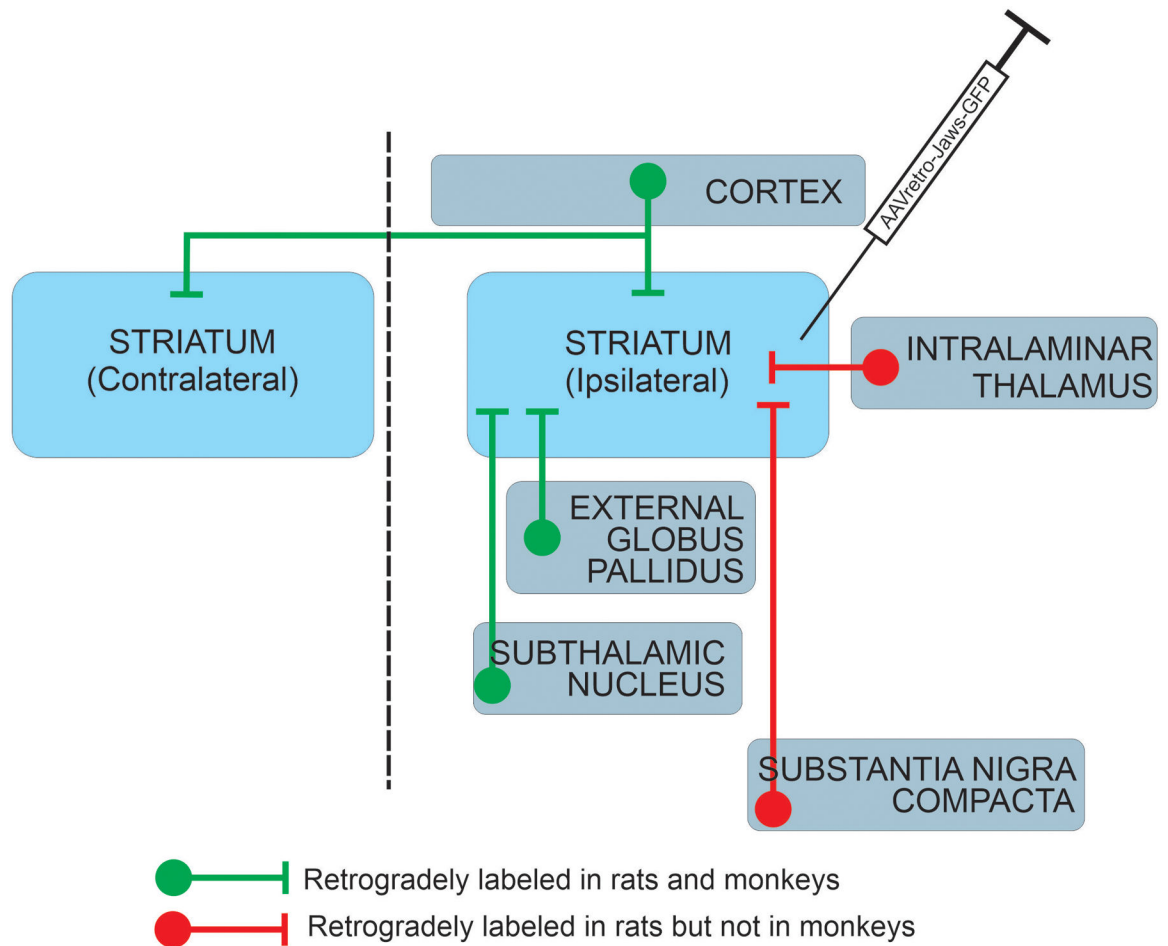 AAVretro-Jaws-GFP
CORTEX
STRIATUM
(Contralateral)
STRIATUM
(Ipsilateral)
INTRALAMINAR
THALAMUS
EXTERNAL
GLOBUS
PALLIDUS
SUBTHALAMIC
NUCLEUS
SUBSTANTIA NIGRA
COMPACTA
Retrogradely labeled in rats and monkeys
Retrogradely labeled in rats but not in monkeys